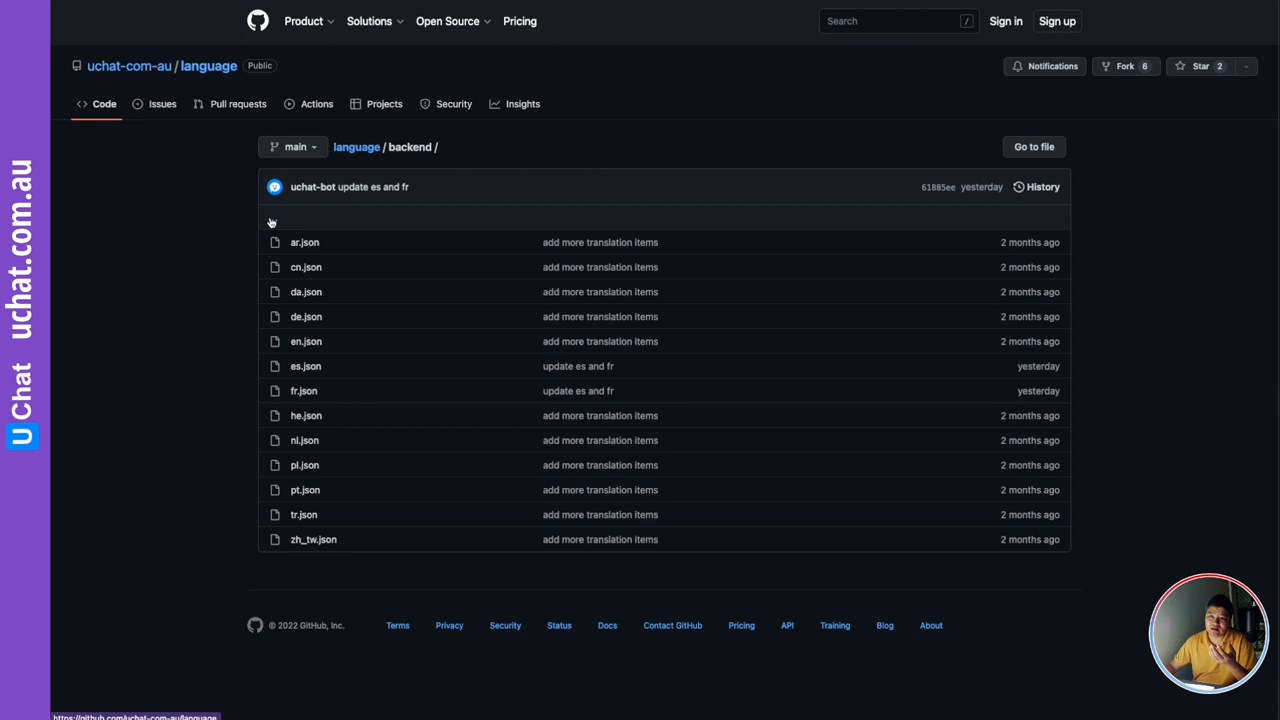 Product
Solutions
Open Source
Pricing
Search
/
Sign in
Sign up
uchat-com-au / language
Public
Notifications
Fork 6
Star 2
Code
Issues
Pull requests
Actions
Projects
Security
Insights
main
language / backend /
Go to file
uchat-bot update es and fr
61885ee yesterday
History
ar.json add more translation items 2 months ago
cn.json add more translation items 2 months ago
da.json add more translation items 2 months ago
de.json add more translation items 2 months ago
en.json add more translation items 2 months ago
es.json update es and fr yesterday
fr.json update es and fr yesterday
he.json add more translation items 2 months ago
nl.json add more translation items 2 months ago
pl.json add more translation items 2 months ago
pt.json add more translation items 2 months ago
tr.json add more translation items 2 months ago
zh_tw.json add more translation items 2 months ago
© 2022 GitHub, Inc.
Terms
Privacy
Security
Status
Docs
Contact GitHub
Pricing
API
Training
Blog
About
https://github.com/uchat-com-au/language
U Chat uchat.com.au